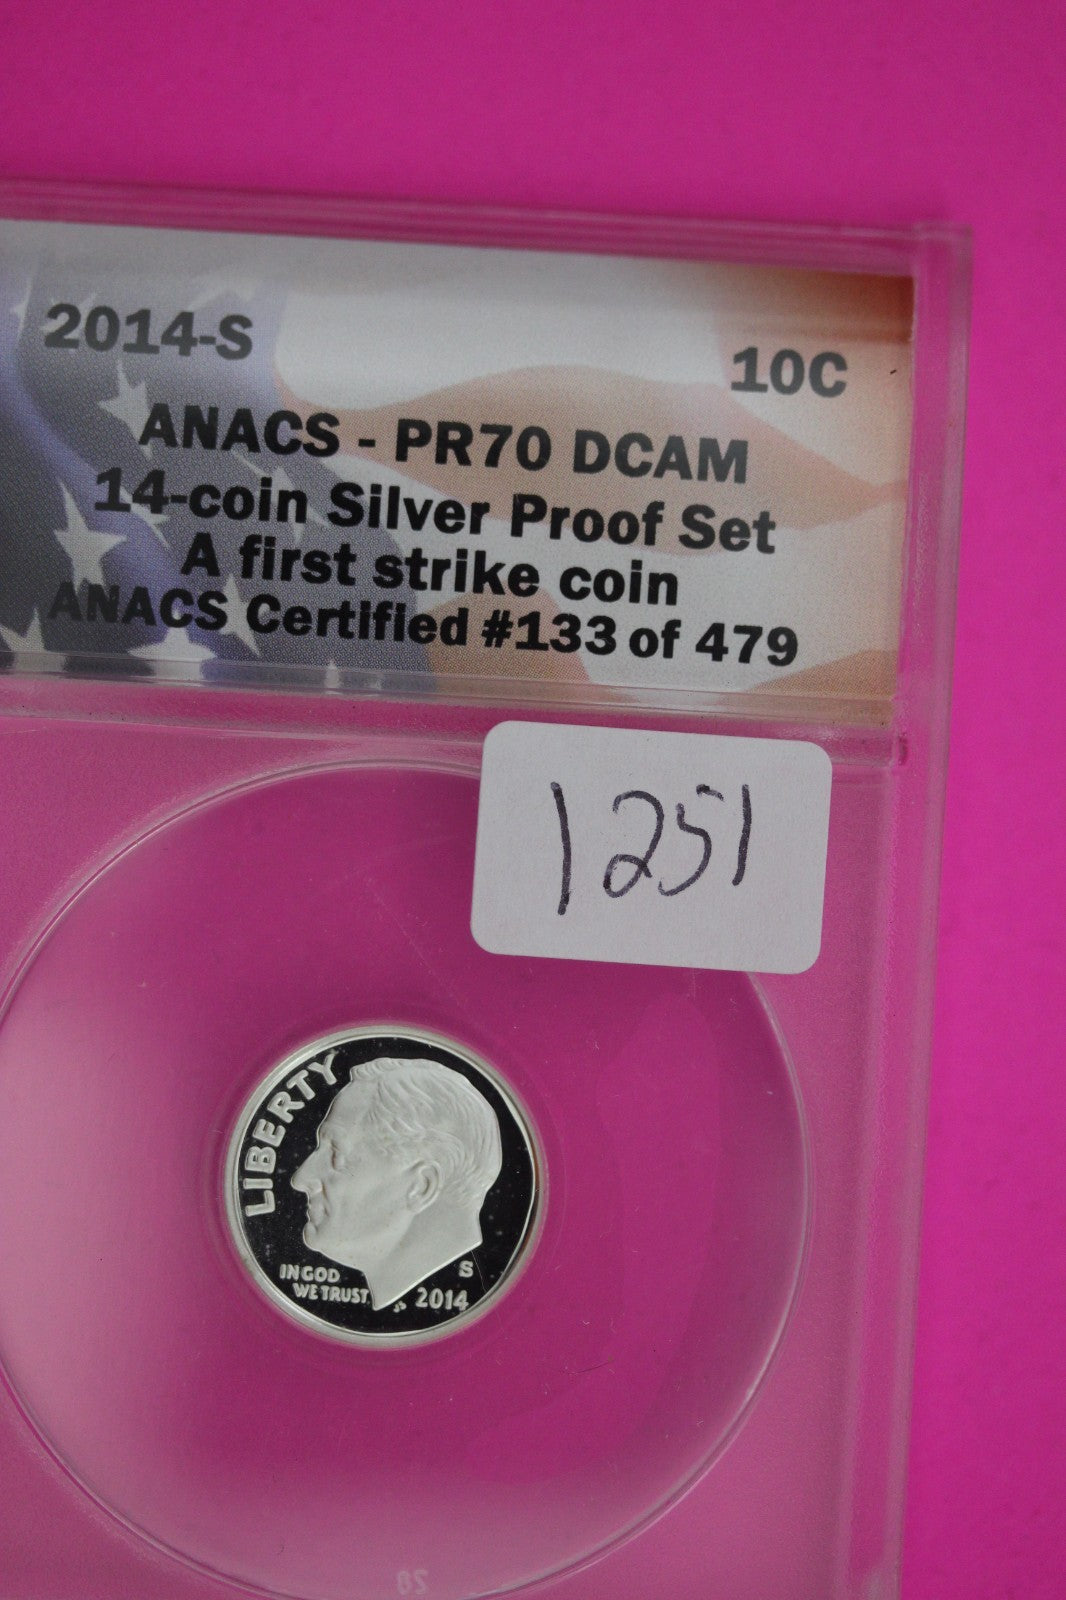 2014-S
10C
ANACS - PR70 DCAM
14-coin Silver Proof Set
A first strike coin
ANACS Certified #133 of 479
1251
LIBERTY
IN GOD
WE TRUST
S
JS 2014